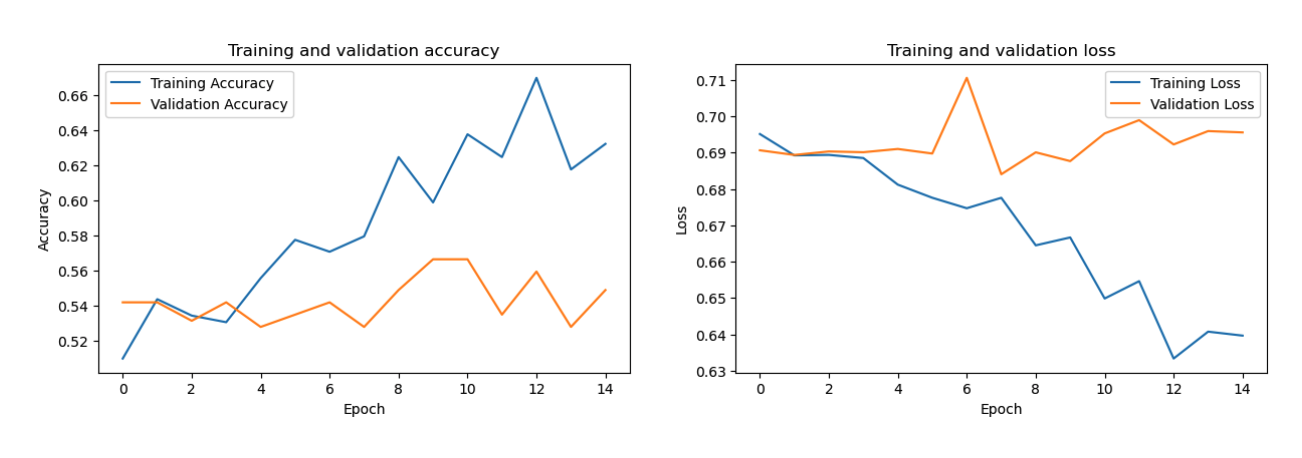 Training and validation accuracy
Training Accuracy
Validation Accuracy
0.66
0.64
0.62
0.60
0.58
0.56
0.54
0.52
Accuracy
0 2 4 6 8 10 12 14
Epoch
Training and validation loss
Training Loss
Validation Loss
0.71
0.70
0.69
0.68
0.67
0.66
0.65
0.64
0.63
Loss
0 2 4 6 8 10 12 14
Epoch